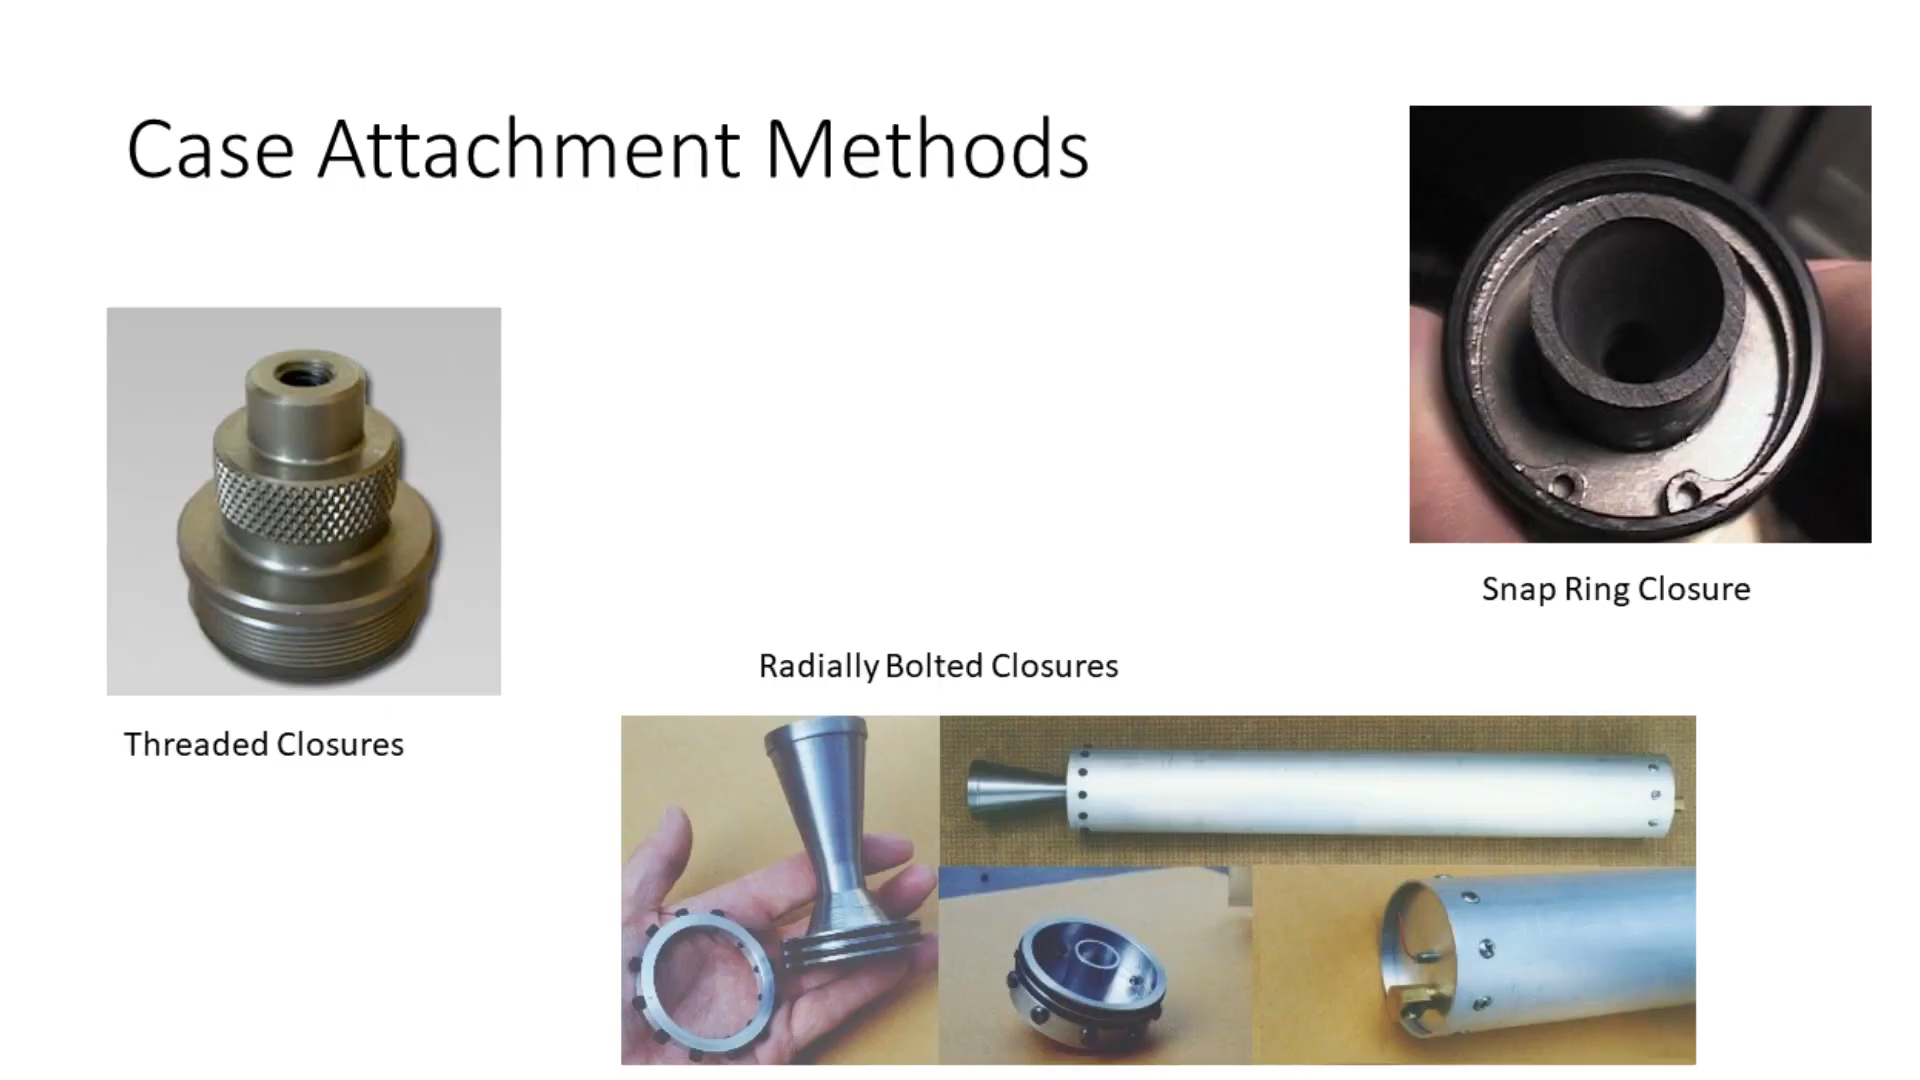 Case Attachment Methods
Snap Ring Closure
Radially Bolted Closures
Threaded Closures